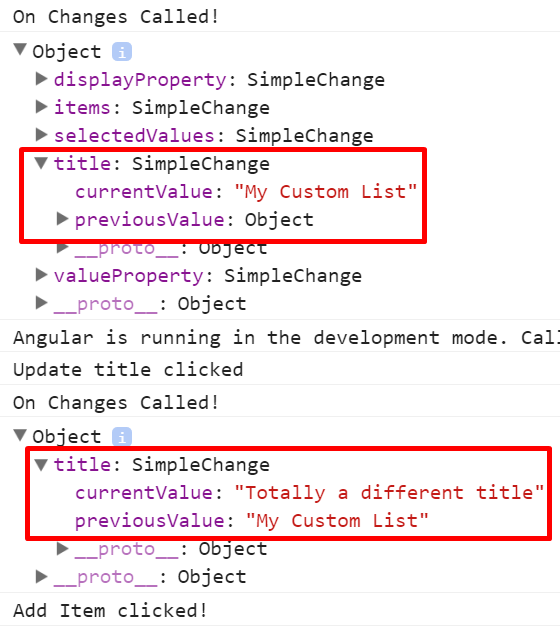 On Changes Called!
Object i
displayProperty: SimpleChange
items: SimpleChange
selectedValues: SimpleChange
title: SimpleChange
currentValue: "My Custom List"
previousValue: Object
__proto__: Object
valueProperty: SimpleChange
__proto__: Object
Angular is running in the development mode. Call
Update title clicked
On Changes Called!
Object i
title: SimpleChange
currentValue: "Totally a different title"
previousValue: "My Custom List"
__proto__: Object
__proto__: Object
Add Item clicked!